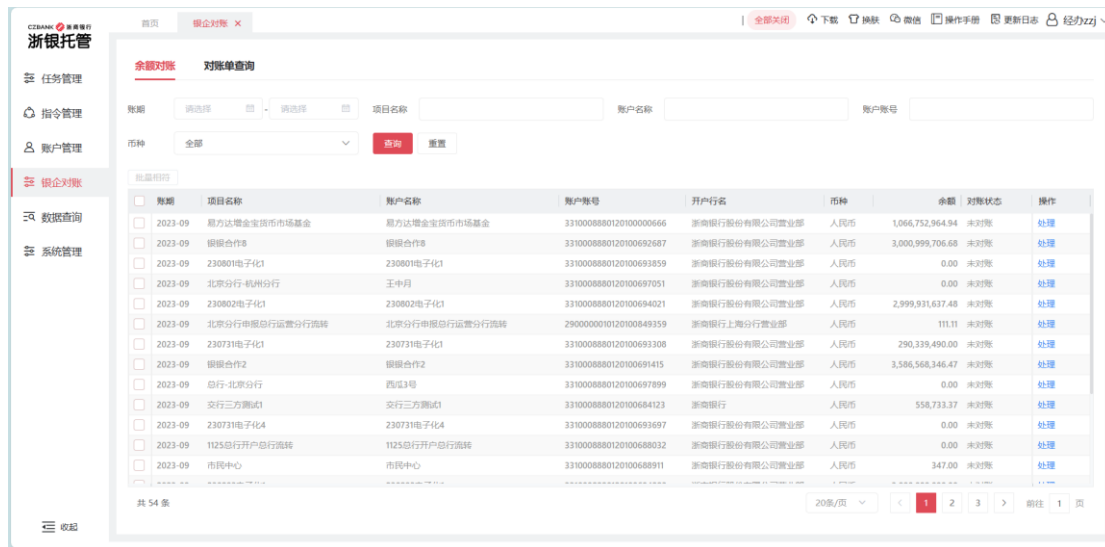 CZBANK 浙商银行
浙银托管
首页 银企对账 ×
全部关闭 下载 换肤 微信 操作手册 更新日志 经办zzj
任务管理
指令管理
账户管理
银企对账
数据查询
系统管理
收起
余额对账 对账单查询
账期 请选择 - 请选择 项目名称 账户名称 账户账号
币种 全部 查询 重置
批量相符
账期 项目名称 账户名称 账户账号 开户行名 币种 余额 对账状态 操作
2023-09 易方达增金宝货币市场基金 易方达增金宝货币市场基金 3310008880120100000666 浙商银行股份有限公司营业部 人民币 1,066,752,964.94 未对账 处理
2023-09 银银合作8 银银合作8 3310008880120100692687 浙商银行股份有限公司营业部 人民币 3,000,999,706.68 未对账 处理
2023-09 230801电子化1 230801电子化1 3310008880120100693859 浙商银行股份有限公司营业部 人民币 0.00 未对账 处理
2023-09 北京分行-杭州分行 王中月 3310008880120100697051 浙商银行股份有限公司营业部 人民币 0.00 未对账 处理
2023-09 230802电子化1 230802电子化1 3310008880120100694021 浙商银行股份有限公司营业部 人民币 2,999,931,637.48 未对账 处理
2023-09 北京分行申报总行运营分行流转 北京分行申报总行运营分行流转 2900000010120100849359 浙商银行上海分行营业部 人民币 111.11 未对账 处理
2023-09 230731电子化1 230731电子化1 3310008880120100693308 浙商银行股份有限公司营业部 人民币 290,339,490.00 未对账 处理
2023-09 银银合作2 银银合作2 3310008880120100691415 浙商银行股份有限公司营业部 人民币 3,586,568,346.47 未对账 处理
2023-09 总行-北京分行 西瓜3号 3310008880120100697899 浙商银行股份有限公司营业部 人民币 0.00 未对账 处理
2023-09 交行三方测试1 交行三方测试1 3310008880120100684123 浙商银行 人民币 558,733.37 未对账 处理
2023-09 230731电子化4 230731电子化4 3310008880120100693697 浙商银行股份有限公司营业部 人民币 0.00 未对账 处理
2023-09 1125总行开户总行流转 1125总行开户总行流转 3310008880120100688032 浙商银行股份有限公司营业部 人民币 0.00 未对账 处理
2023-09 市民中心 市民中心 3310008880120100688911 浙商银行股份有限公司营业部 人民币 347.00 未对账 处理
共 54 条 20条/页 1 2 3 前往 1 页